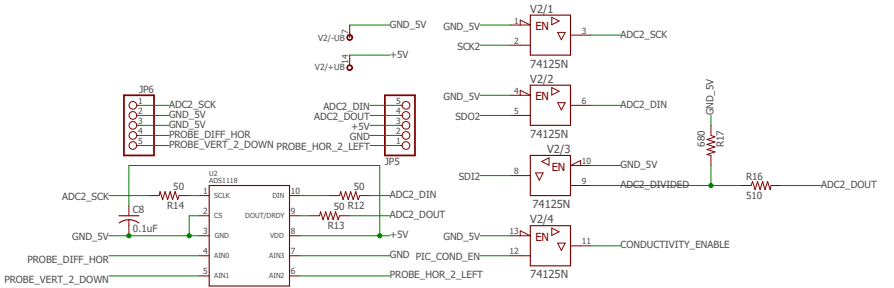 GND_5V
V2/-UB
7
+5V
V2/+UB
14
V2/1
GND_5V 1 EN 3 ADC2_SCK
SCK2 2
74125N
V2/2
GND_5V 4 EN 6 ADC2_DIN
SDO2 5
74125N
V2/3
SDI2 8 EN 10 GND_5V
9 ADC2_DIVIDED
74125N
GND_5V
680
R17
R16
510
ADC2_DOUT
V2/4
GND_5V 13 EN 11 CONDUCTIVITY_ENABLE
PIC_COND_EN 12
74125N
JP6
1 ADC2_SCK
2 GND_5V
3 GND_5V
4 PROBE_DIFF_HOR
5 PROBE_VERT_2_DOWN
ADC2_DIN 5
ADC2_DOUT 4
+5V 3
GND 2
PROBE_HOR_2_LEFT 1
JP5
U2
ADS1118
ADC2_SCK 50 R14 1 SCLK DIN 10 50 R12 ADC2_DIN
C8
0.1uF
2 CS DOUT/DRDY 9 50 R13 ADC2_DOUT
GND_5V 3 GND VDD 8 +5V
PROBE_DIFF_HOR 4 AIN0 AIN3 7 GND
PROBE_VERT_2_DOWN 5 AIN1 AIN2 6 PROBE_HOR_2_LEFT